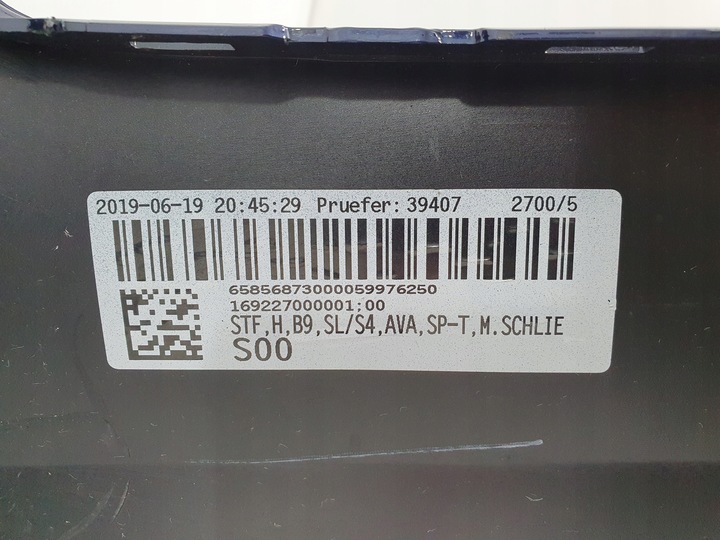 2019-06-19 20:45:29 Pruefer: 39407 2700/5
65856873000059976250
169227000001;00
STF,H,B9,SL/S4,AVA,SP-T,M.SCHLIE
S00